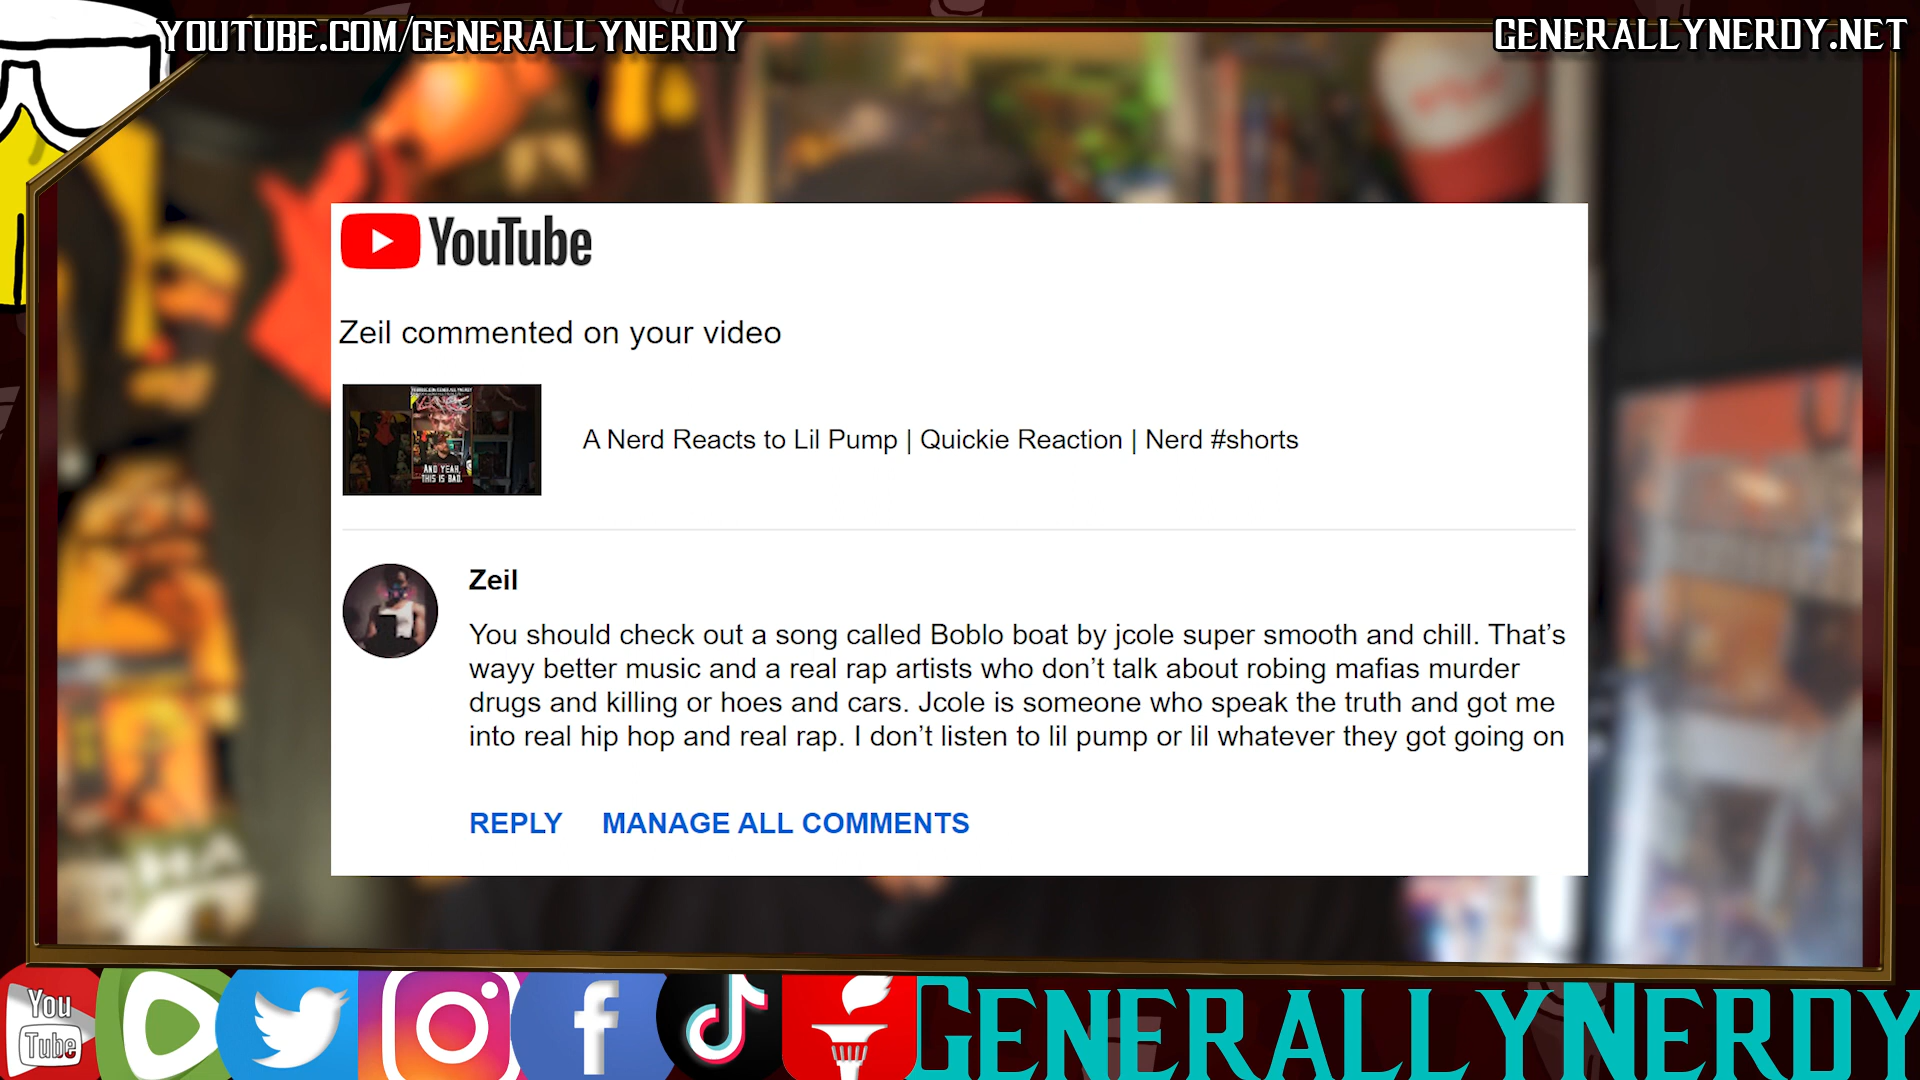 YOUTUBE.COM/GENERALLYNERDY
GENERALLYNERDY.NET
YouTube
Zeil commented on your video
AND YEAH,
THIS IS BAD.
A Nerd Reacts to Lil Pump | Quickie Reaction | Nerd #shorts
Zeil
You should check out a song called Boblo boat by jcole super smooth and chill. That’s
wayy better music and a real rap artists who don’t talk about robing mafias murder
drugs and killing or hoes and cars. Jcole is someone who speak the truth and got me
into real hip hop and real rap. I don’t listen to lil pump or lil whatever they got going on
REPLY MANAGE ALL COMMENTS
You
Tube
GENERALLYNERDY